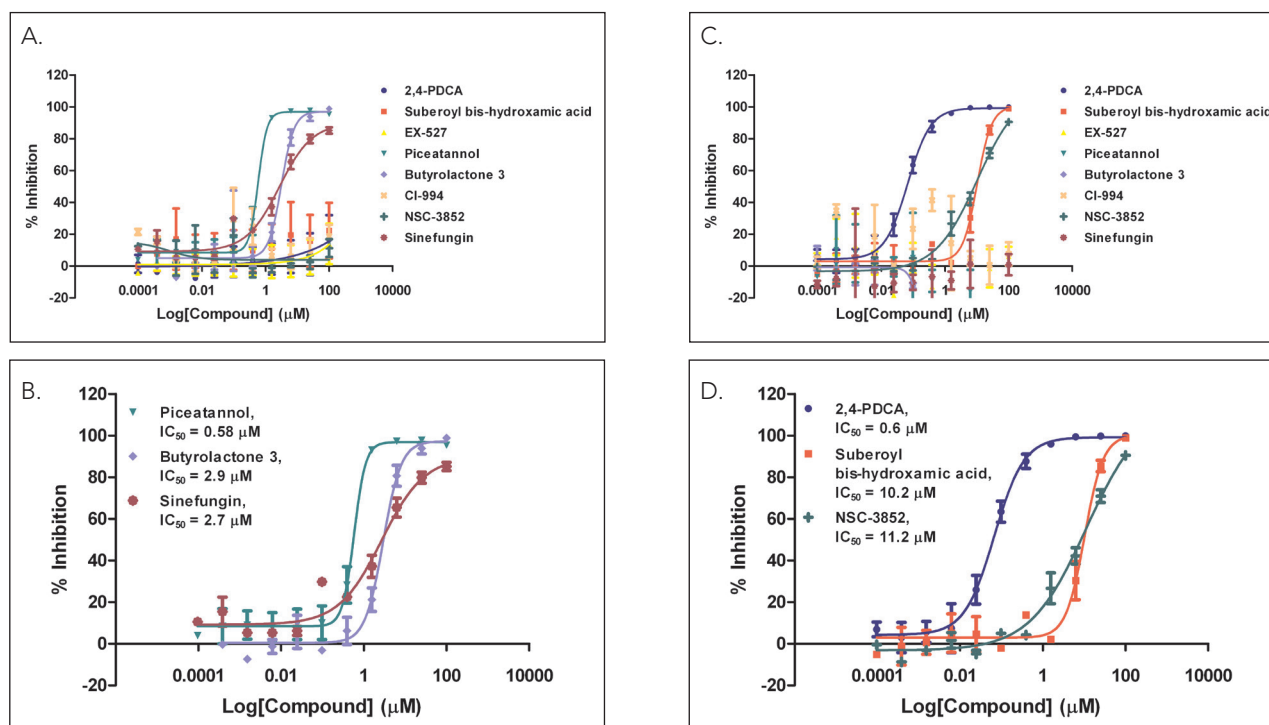 A.
120
100
80
60
40
20
0
-20
% Inhibition
0.0001 0.01 1 100 10000
Log[Compound] (μM)
2,4-PDCA
Suberoyl bis-hydroxamic acid
EX-527
Piceatannol
Butyrolactone 3
CI-994
NSC-3852
Sinefungin
C.
120
100
80
60
40
20
0
-20
% Inhibition
0.0001 0.01 1 100 10000
Log[Compound] (μM)
2,4-PDCA
Suberoyl bis-hydroxamic acid
EX-527
Piceatannol
Butyrolactone 3
CI-994
NSC-3852
Sinefungin
B.
120
100
80
60
40
20
0
-20
% Inhibition
Piceatannol,
IC50 = 0.58 μM
Butyrolactone 3,
IC50 = 2.9 μM
Sinefungin,
IC50 = 2.7 μM
0.0001 0.01 1 100 10000
Log[Compound] (μM)
D.
120
100
80
60
40
20
0
-20
% Inhibition
2,4-PDCA,
IC50 = 0.6 μM
Suberoyl
bis-hydroxamic acid,
IC50 = 10.2 μM
NSC-3852,
IC50 = 11.2 μM
0.0001 0.01 1 100 10000
Log[Compound] (μM)